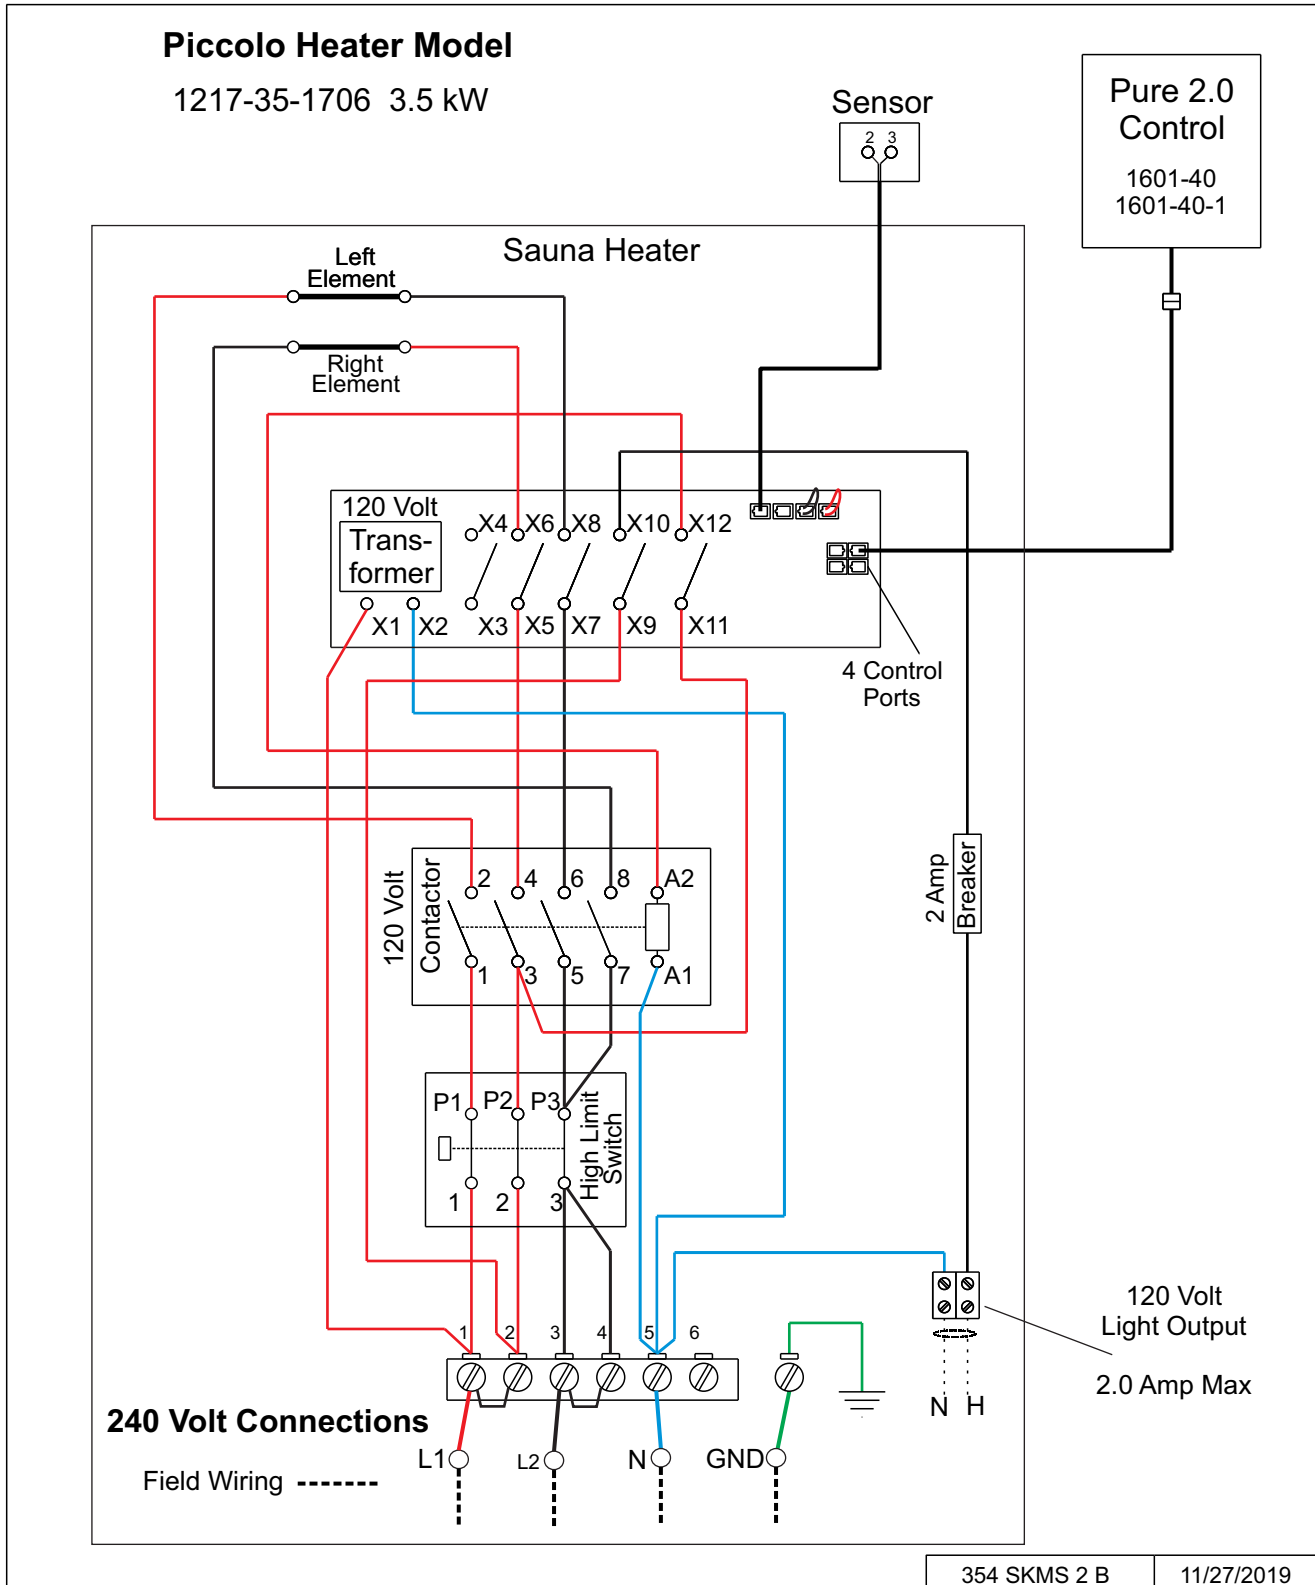 Piccolo Heater Model
1217-35-1706 3.5 kW
Sensor
2 3
Pure 2.0
Control
1601-40
1601-40-1
Sauna Heater
Left
Element
Right
Element
120 Volt
Trans-
former
X4 X6 X8 X10 X12
X1 X2 X3 X5 X7 X9 X11
4 Control
Ports
120 Volt
Contactor
2 4 6 8 A2
1 3 5 7 A1
2 Amp
Breaker
P1 P2 P3
High Limit
Switch
1 2 3
1 2 3 4 5 6
120 Volt
Light Output
2.0 Amp Max
N H
240 Volt Connections
L1 L2 N GND
Field Wiring
354 SKMS 2 B 11/27/2019